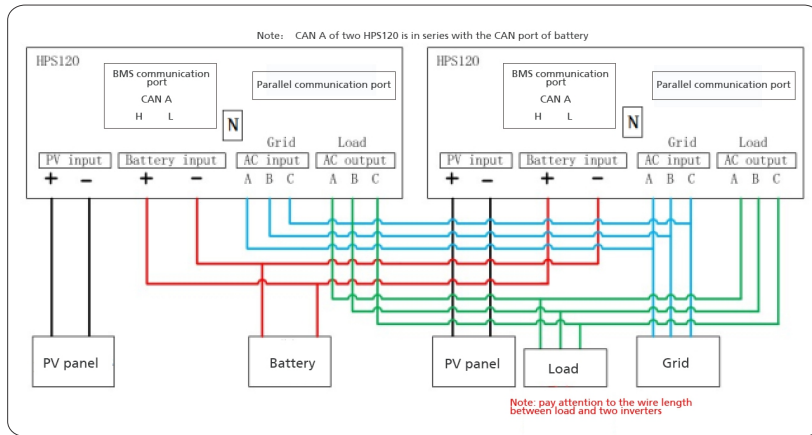 Note: CAN A of two HPS120 is in series with the CAN port of battery
HPS120
BMS communication
port
CAN A
H L
Parallel communication port
N
Grid Load
PV input Battery input AC input AC output
+ − + − A B C A B C
HPS120
BMS communication
port
CAN A
H L
Parallel communication port
N
Grid Load
PV input Battery input AC input AC output
+ − + − A B C A B C
PV panel
Battery
PV panel
Load
Grid
Note: pay attention to the wire length
between load and two inverters